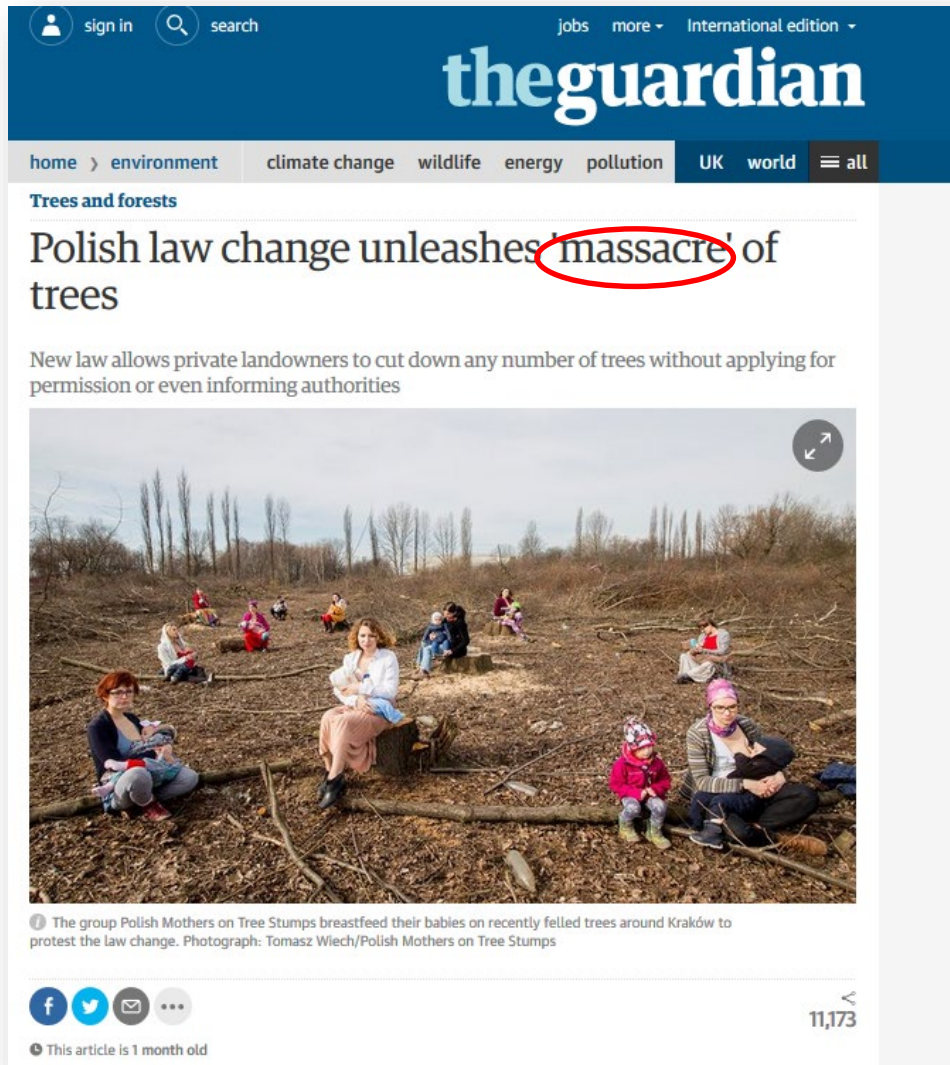 sign in search jobs more International edition
theguardian
home › environment climate change wildlife energy pollution UK world all
Trees and forests
Polish law change unleashes 'massacre' of
trees
New law allows private landowners to cut down any number of trees without applying for
permission or even informing authorities
The group Polish Mothers on Tree Stumps breastfeed their babies on recently felled trees around Kraków to
protest the law change. Photograph: Tomasz Wiech/Polish Mothers on Tree Stumps
11,173
This article is 1 month old